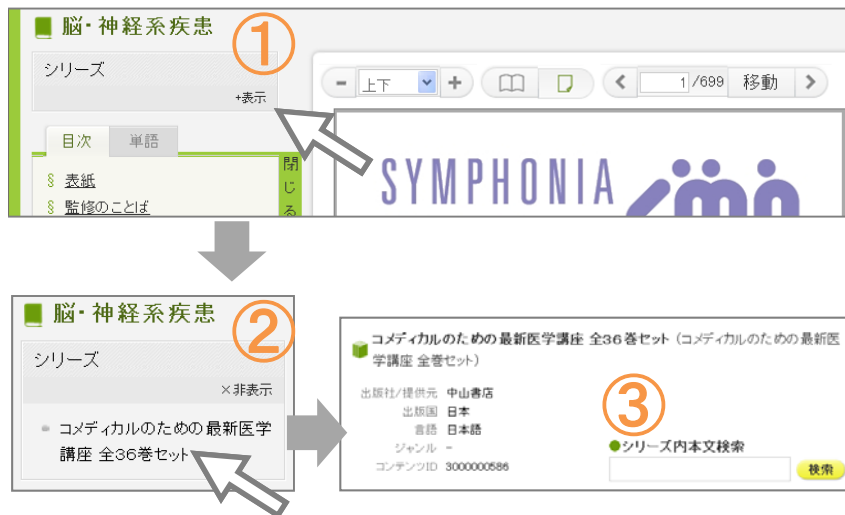 脳・神経系疾患
①
シリーズ
+表示
- 上下 +
1 /699 移動
目次 単語
閉じる
§ 表紙
§ 監修のことば
SYMPHONIA
脳・神経系疾患
②
シリーズ
×非表示
コメディカルのための最新医学
講座 全36巻セット
コメディカルのための最新医学講座 全36巻セット (コメディカルのための最新医
学講座 全巻セット)
出版社/提供元 中山書店
出版国 日本
言語 日本語
ジャンル -
コンテンツID 3000000586
③
●シリーズ内本文検索
検索